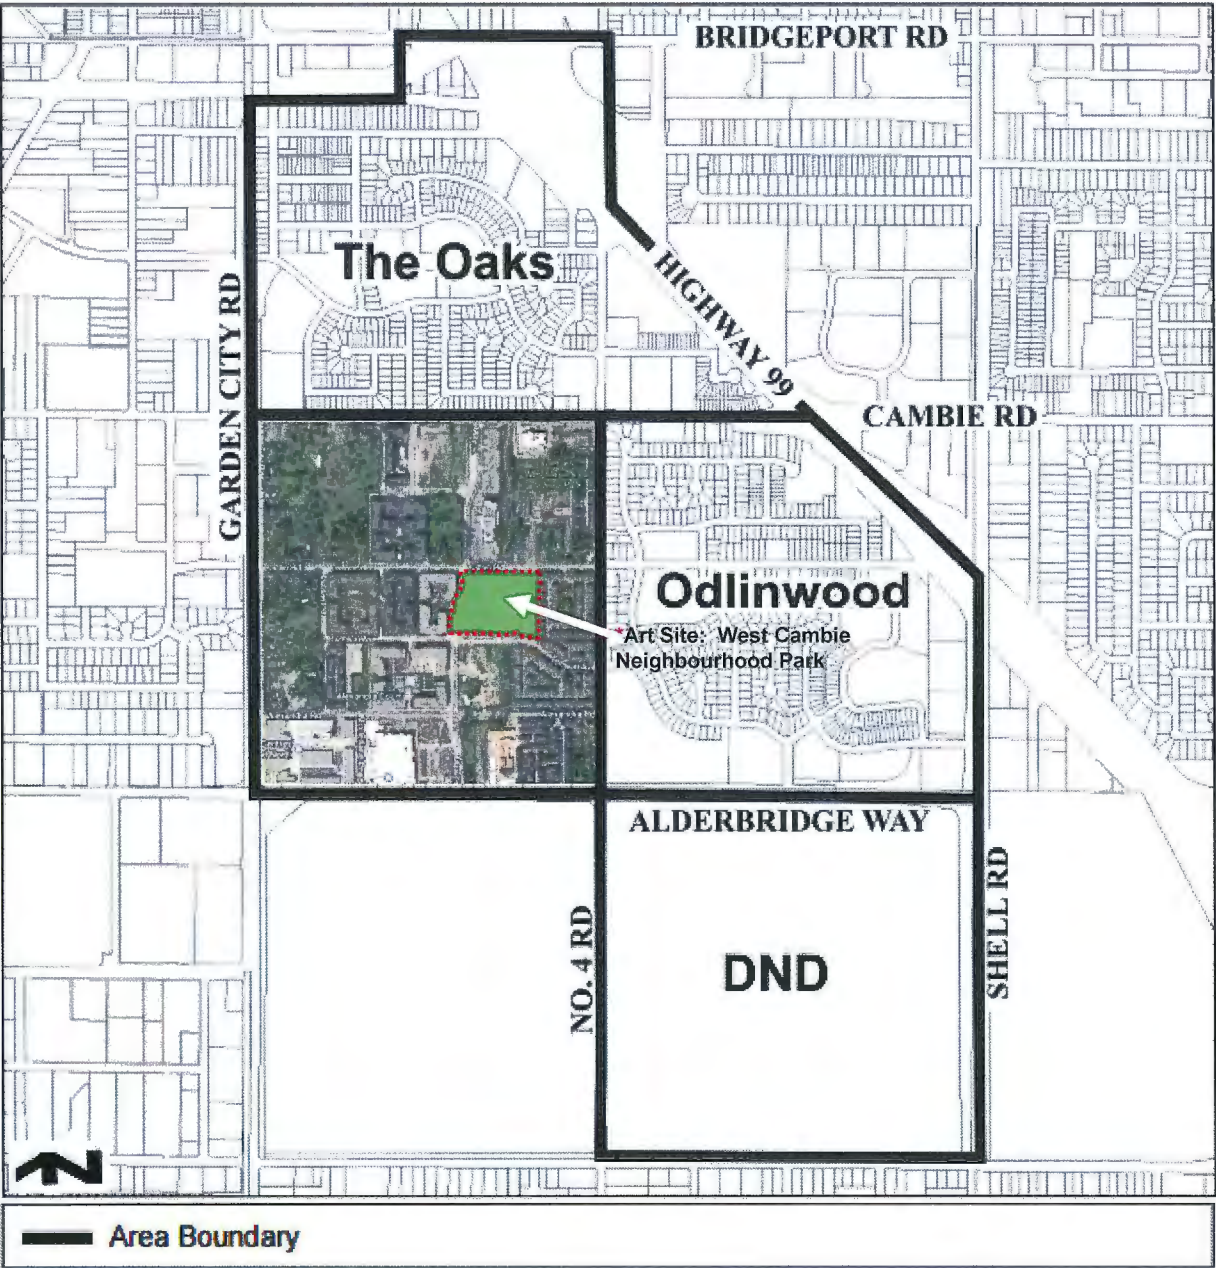 BRIDGEPORT RD
The Oaks
HIGHWAY 99
GARDEN CITY RD
CAMBIE RD
Odlinwood
*Art Site: West Cambie
Neighbourhood Park
ALDERBRIDGE WAY
NO. 4 RD
DND
SHELL RD
Area Boundary